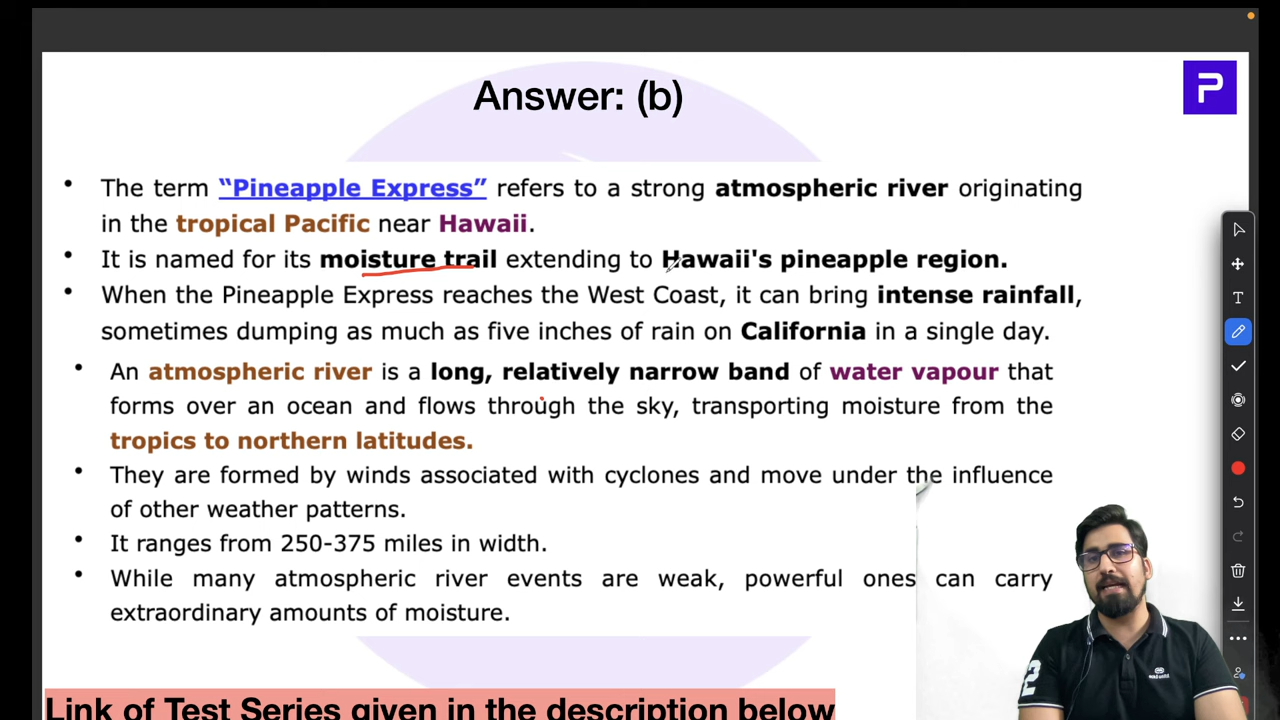 Answer: (b)
P
The term “Pineapple Express” refers to a strong atmospheric river originating
in the tropical Pacific near Hawaii.
It is named for its moisture trail extending to Hawaii's pineapple region.
When the Pineapple Express reaches the West Coast, it can bring intense rainfall,
sometimes dumping as much as five inches of rain on California in a single day.
An atmospheric river is a long, relatively narrow band of water vapour that
forms over an ocean and flows through the sky, transporting moisture from the
tropics to northern latitudes.
They are formed by winds associated with cyclones and move under the influence
of other weather patterns.
It ranges from 250-375 miles in width.
While many atmospheric river events are weak, powerful ones can carry
extraordinary amounts of moisture.
Link of Test Series given in the description below
T
2